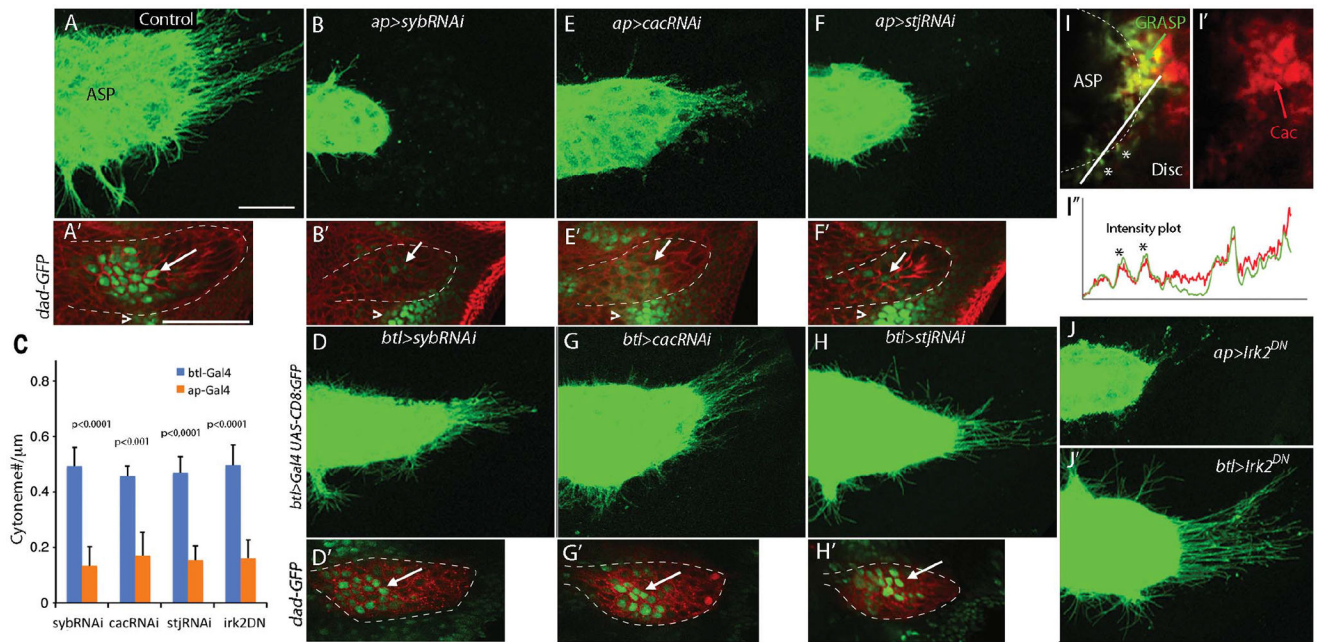 A
Control
ASP
B
ap>sybRNAi
E
ap>cacRNAi
F
ap>stjRNAi
I
GRASP
ASP
Disc
* *
I'
Cac
A'
dad-GFP
B'
E'
F'
I"
Intensity plot
* *
C
Cytoneme#/μm
0.8
0.6
0.4
0.2
0
btl-Gal4
ap-Gal4
p<0.0001
p<0.001
p<0.0001
p<0.0001
sybRNAi
cacRNAi
stjRNAi
irk2DN
btl>Gal4 UAS-CD8:GFP
D
btl>sybRNAi
G
btl>cacRNAi
H
btl>stjRNAi
J
ap>Irk2DN
J'
btl>Irk2DN
dad-GFP
D'
G'
H'